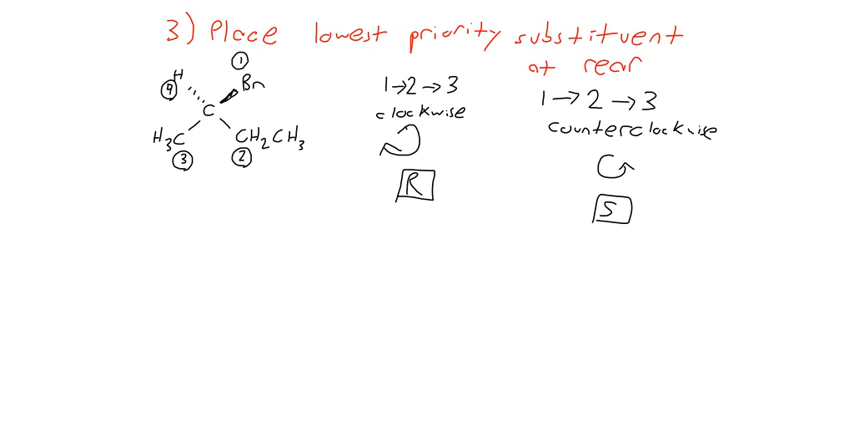 3) Place lowest priority substituent
at rear
1
H
4
Br
C
H3C
CH2CH3
3
2
1 → 2 → 3
clockwise
R
1 → 2 → 3
counterclockwise
S